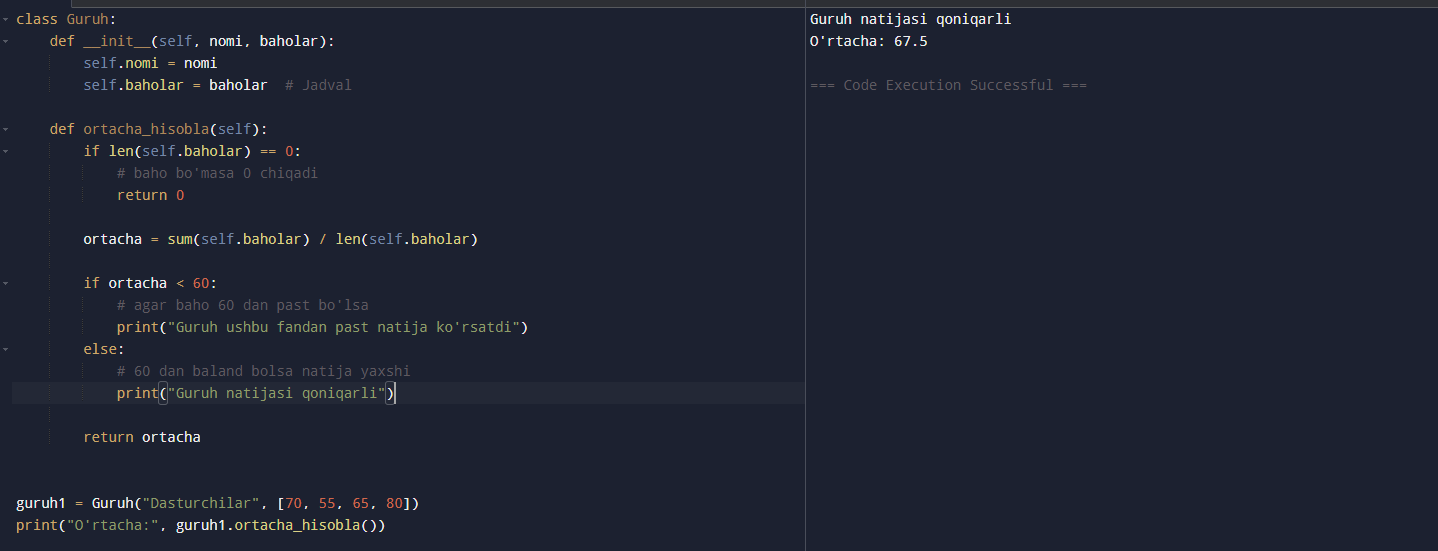 class Guruh:
    def __init__(self, nomi, baholar):
        self.nomi = nomi
        self.baholar = baholar  # Jadval
    def ortacha_hisobla(self):
        if len(self.baholar) == 0:
            # baho bo'masa 0 chiqadi
            return 0
        ortacha = sum(self.baholar) / len(self.baholar)
        if ortacha < 60:
            # agar baho 60 dan past bo'lsa
            print("Guruh ushbu fandan past natija ko'rsatdi")
        else:
            # 60 dan baland bolsa natija yaxshi
            print("Guruh natijasi qoniqarli")
        return ortacha
guruh1 = Guruh("Dasturchilar", [70, 55, 65, 80])
print("O'rtacha:", guruh1.ortacha_hisobla())
Guruh natijasi qoniqarli
O'rtacha: 67.5
=== Code Execution Successful ===